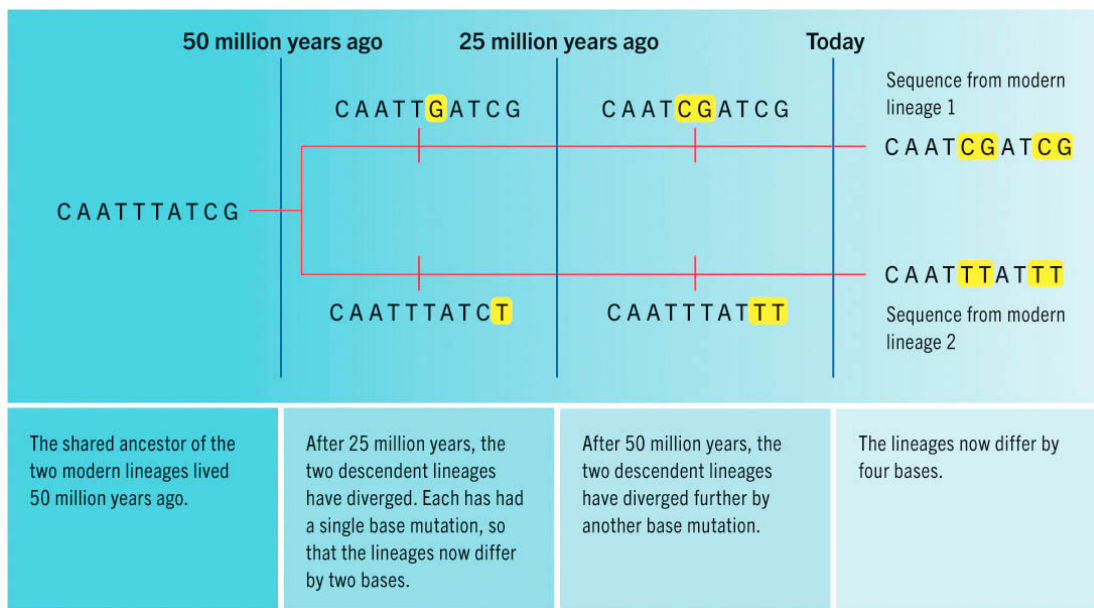 50 million years ago
25 million years ago
Today
CAATTGATCG
CAATCGATCG
Sequence from modern
lineage 1
CAATCGATCG
CAATTTATCG
CAATTTATTT
CAATTTATCT
CAATTTATTT
Sequence from modern
lineage 2
The shared ancestor of the
two modern lineages lived
50 million years ago.
After 25 million years, the
two descendent lineages
have diverged. Each has had
a single base mutation, so
that the lineages now differ
by two bases.
After 50 million years, the
two descendent lineages
have diverged further by
another base mutation.
The lineages now differ by
four bases.